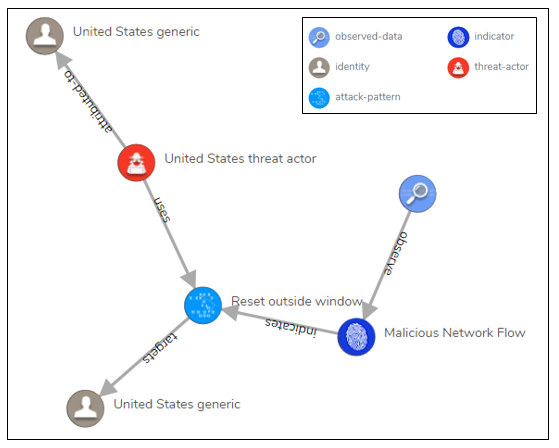 United States generic
observed-data
indicator
identity
threat-actor
attack-pattern
attributed-to
United States threat actor
uses
observe
Reset outside window
indicates
Malicious Network Flow
targets
United States generic